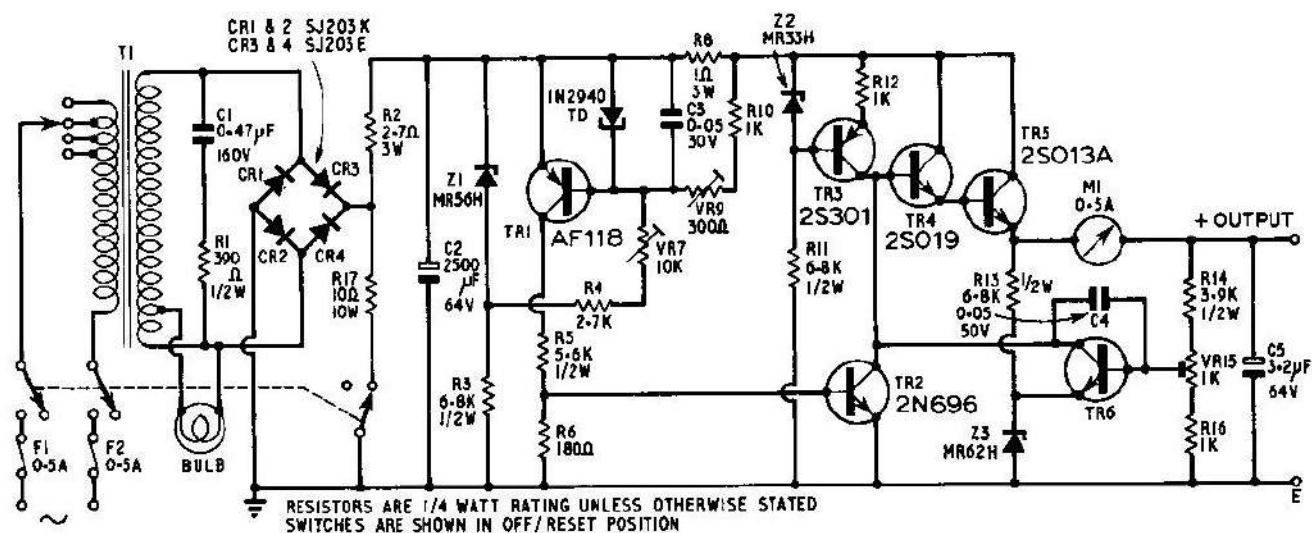 CR1 & 2 SJ203K
CR3 & 4 SJ203E
T1
C1
0·47µF
160V
R1
390
Ω
1/2W
CR1
CR3
CR2
CR4
R2
2·7Ω
3W
R17
10Ω
10W
F1
0·5A
F2
0·5A
BULB
C2
2500
µF
64V
Z1
MR56H
R3
6·8K
1/2W
R4
2·7K
TR1
AF118
1N2940
TD
R5
5·6K
1/2W
R6
180Ω
R8
1Ω
3W
C3
0·05
30V
R10
1K
VR9
300Ω
VR7
10K
Z2
MR33H
R12
1K
TR3
2S301
TR4
2S019
TR5
2S013A
R11
6·8K
1/2W
TR2
2N696
M1
0-5A
+ OUTPUT
R13
6·8K
1/2W
0·05
50V
C4
TR6
Z3
MR62H
R14
3·9K
1/2W
VR15
1K
R16
1K
C5
3·2µF
64V
E
RESISTORS ARE 1/4 WATT RATING UNLESS OTHERWISE STATED
SWITCHES ARE SHOWN IN OFF/RESET POSITION